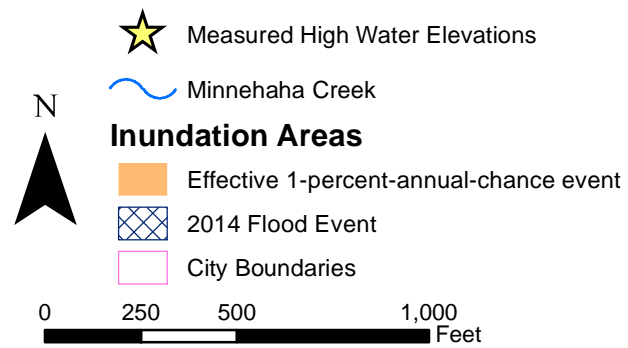 Measured High Water Elevations
Minnehaha Creek
N
Inundation Areas
Effective 1-percent-annual-chance event
2014 Flood Event
City Boundaries
0 250 500 1,000
Feet